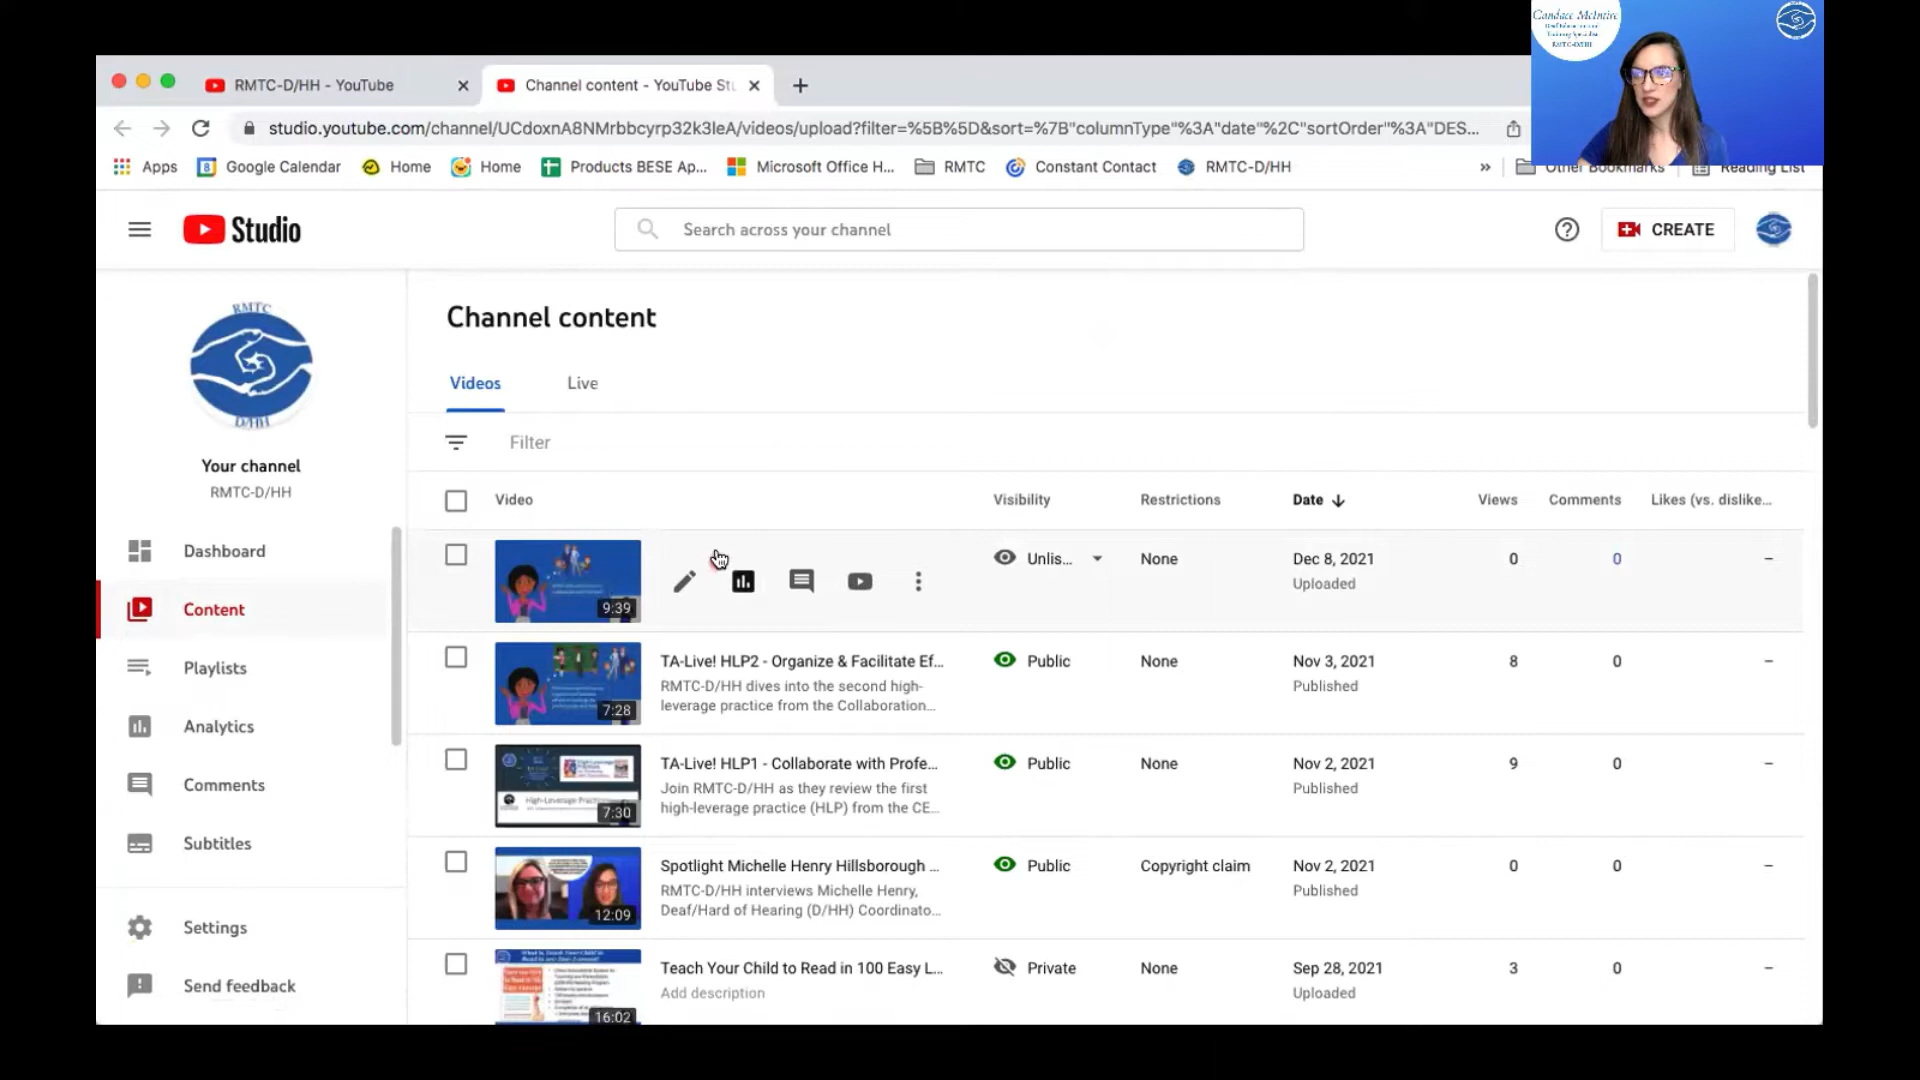 Candace McIntire
RMTC-D/HH
RMTC-D/HH - YouTube
Channel content - YouTube Stu
studio.youtube.com/channel/UCdoxnA8NMrbbcyrp32k3leA/videos/upload?filter=%5B%5D&sort=%7B"columnType"%3A"date"%2C"sortOrder"%3A"DES...
Apps
Google Calendar
Home
Home
Products BESE Ap...
Microsoft Office H...
RMTC
Constant Contact
RMTC-D/HH
»
Other Bookmarks
Reading List
Studio
Search across your channel
CREATE
RMTC
D/HH
Your channel
RMTC-D/HH
Dashboard
Content
Playlists
Analytics
Comments
Subtitles
Settings
Send feedback
Channel content
Videos
Live
Filter
Video Visibility Restrictions Date Views Comments Likes (vs. dislike...
9:39
Unlis... None Dec 8, 2021 0 0 –
Uploaded
TA-Live! HLP2 - Organize & Facilitate Ef... Public None Nov 3, 2021 8 0 –
RMTC-D/HH dives into the second high- Published
leverage practice from the Collaboration...
7:28
TA-Live! HLP1 - Collaborate with Profe... Public None Nov 2, 2021 9 0 –
Join RMTC-D/HH as they review the first Published
high-leverage practice (HLP) from the CE...
High-Leverage Practices
7:30
Spotlight Michelle Henry Hillsborough ... Public Copyright claim Nov 2, 2021 0 0 –
RMTC-D/HH interviews Michelle Henry, Published
Deaf/Hard of Hearing (D/HH) Coordinato...
12:09
Teach Your Child to Read in 100 Easy L... Private None Sep 28, 2021 3 0 –
Add description Uploaded
16:02